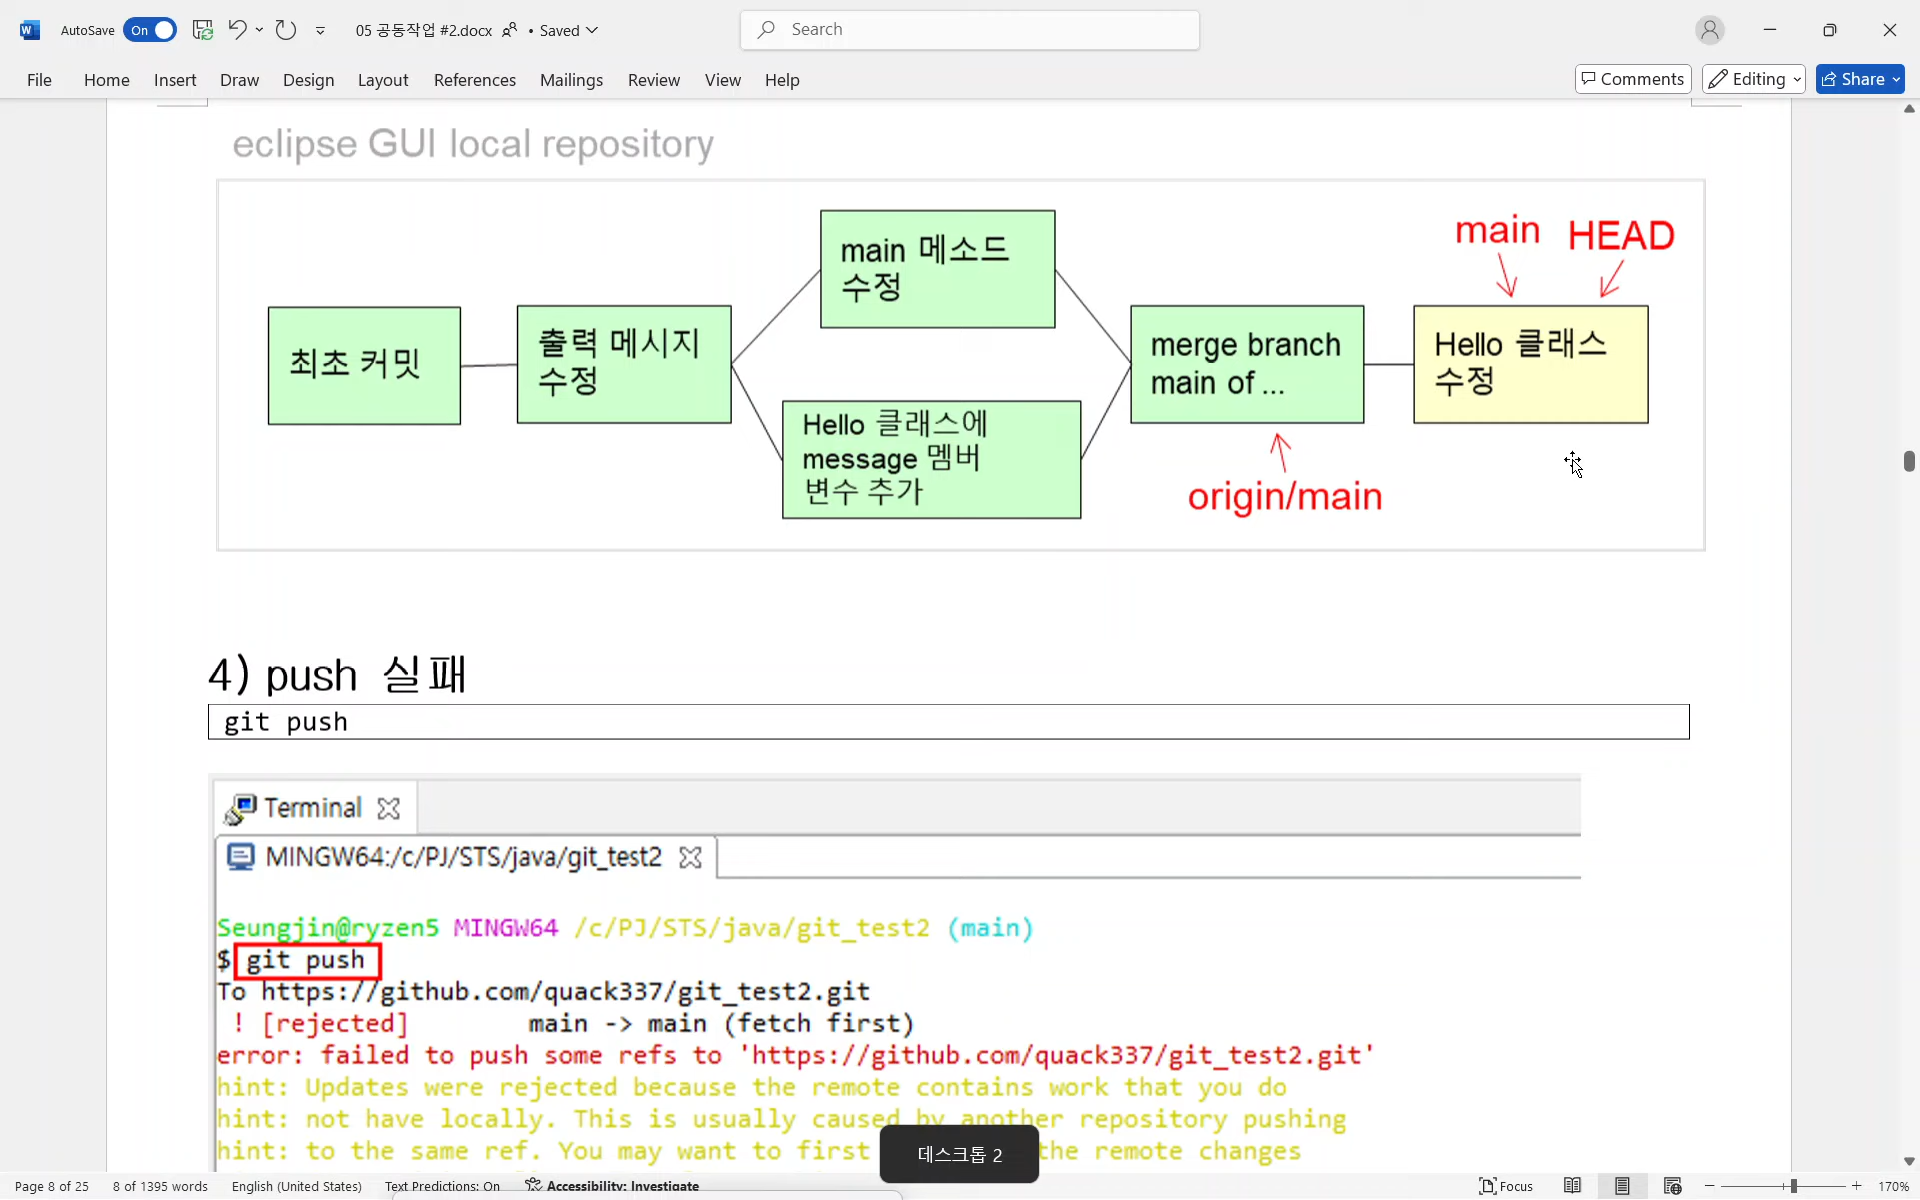 AutoSave On 05 공동작업 #2.docx • Saved Search
File Home Insert Draw Design Layout References Mailings Review View Help Comments Editing Share
eclipse GUI local repository
main HEAD
main 메소드
수정
최초 커밋
출력 메시지
수정
merge branch
main of ...
Hello 클래스
수정
Hello 클래스에
message 멤버
변수 추가
origin/main
4) push 실패
git push
Terminal
MINGW64:/c/PJ/STS/java/git_test2
Seungjin@ryzen5 MINGW64 /c/PJ/STS/java/git_test2 (main)
$ git push
To https://github.com/quack337/git_test2.git
! [rejected] main -> main (fetch first)
error: failed to push some refs to 'https://github.com/quack337/git_test2.git'
hint: Updates were rejected because the remote contains work that you do
hint: not have locally. This is usually caused by another repository pushing
hint: to the same ref. You may want to first the remote changes
데스크톱 2
Page 8 of 25 8 of 1395 words English (United States) Text Predictions: On Accessibility: Investigate Focus 170%